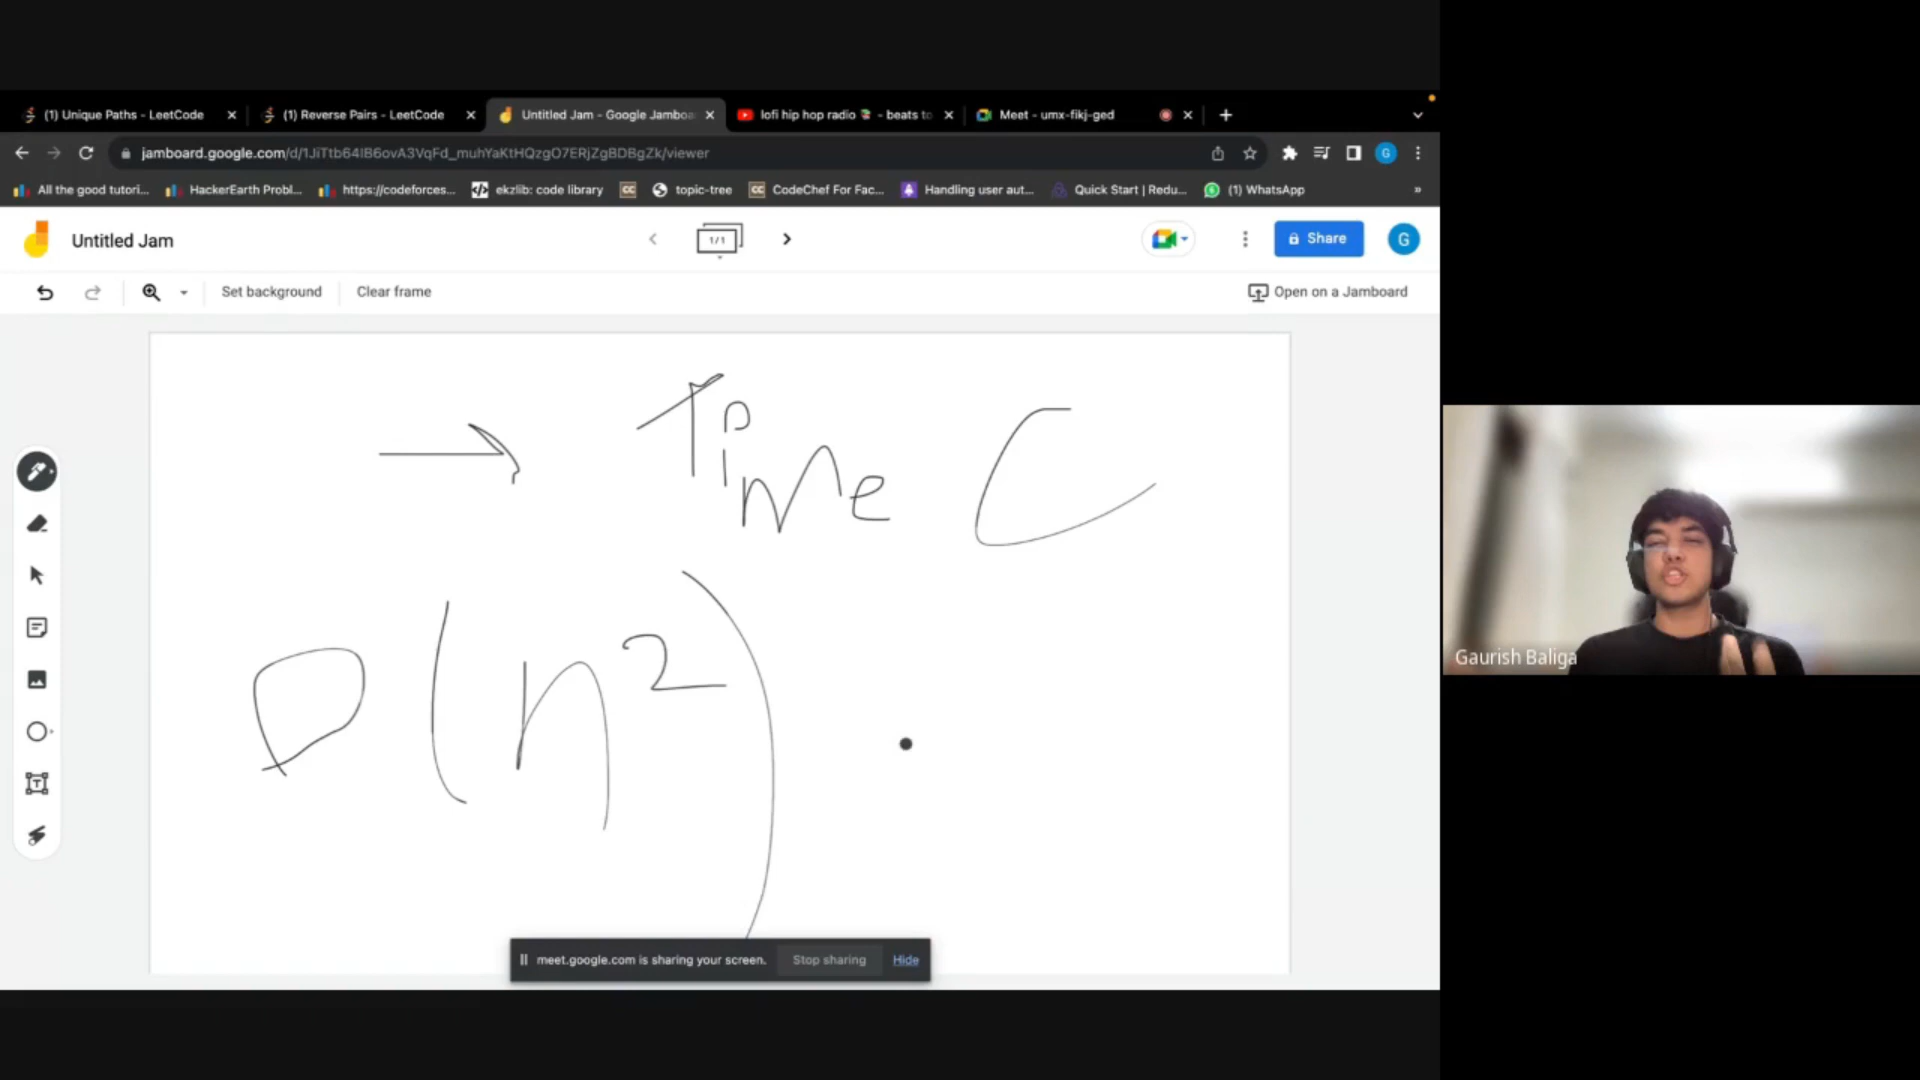 (1) Unique Paths - LeetCode
(1) Reverse Pairs - LeetCode
Untitled Jam - Google Jamboa
lofi hip hop radio - beats to
Meet - umx-fikj-ged
jamboard.google.com/d/1JiTtb64IB6ovA3VqFd_muhYaKtHQzgO7ERjZgBDBgZk/viewer
G
All the good tutori...
HackerEarth Probl...
https://codeforces...
ekzlib: code library
CC
topic-tree
CC
CodeChef For Fac...
Handling user aut...
Quick Start | Redu...
(1) WhatsApp
»
Untitled Jam
1/1
Share
G
Set background
Clear frame
Open on a Jamboard
Time C
O(n²)
T
meet.google.com is sharing your screen.
Stop sharing
Hide
Gaurish Baliga